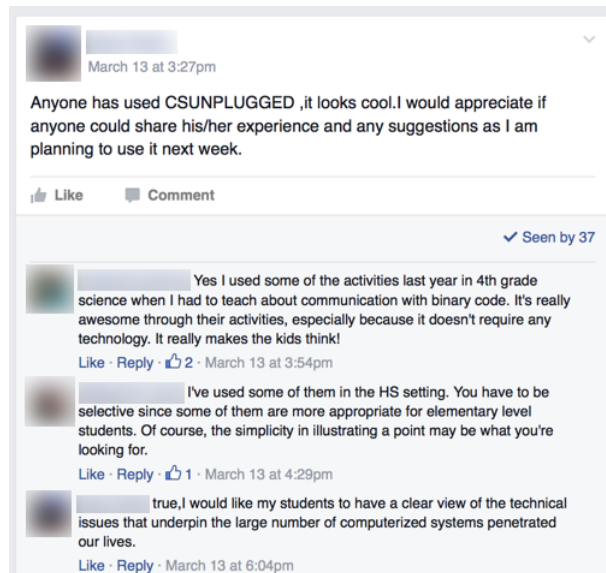 March 13 at 3:27pm
Anyone has used CSUNPLUGGED ,it looks cool.I would appreciate if
anyone could share his/her experience and any suggestions as I am
planning to use it next week.
Like Comment
Seen by 37
Yes I used some of the activities last year in 4th grade
science when I had to teach about communication with binary code. It's really
awesome through their activities, especially because it doesn't require any
technology. It really makes the kids think!
Like · Reply · 2 · March 13 at 3:54pm
I've used some of them in the HS setting. You have to be
selective since some of them are more appropriate for elementary level
students. Of course, the simplicity in illustrating a point may be what you're
looking for.
Like · Reply · 1 · March 13 at 4:29pm
true,I would like my students to have a clear view of the technical
issues that underpin the large number of computerized systems penetrated
our lives.
Like · Reply · March 13 at 6:04pm